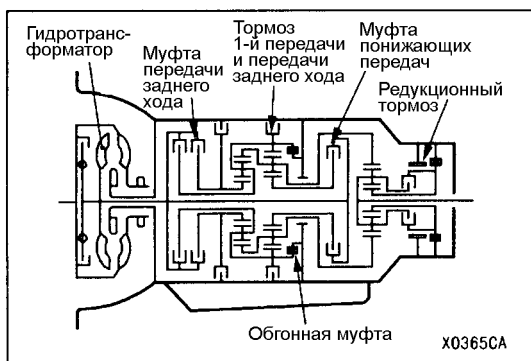 Гидротранс-
форматор
Муфта
передачи
заднего
хода
Тормоз
1-й передачи
и передачи
заднего хода
Муфта
понижающих
передач
Редукционный
тормоз
Обгонная муфта
X0365CA